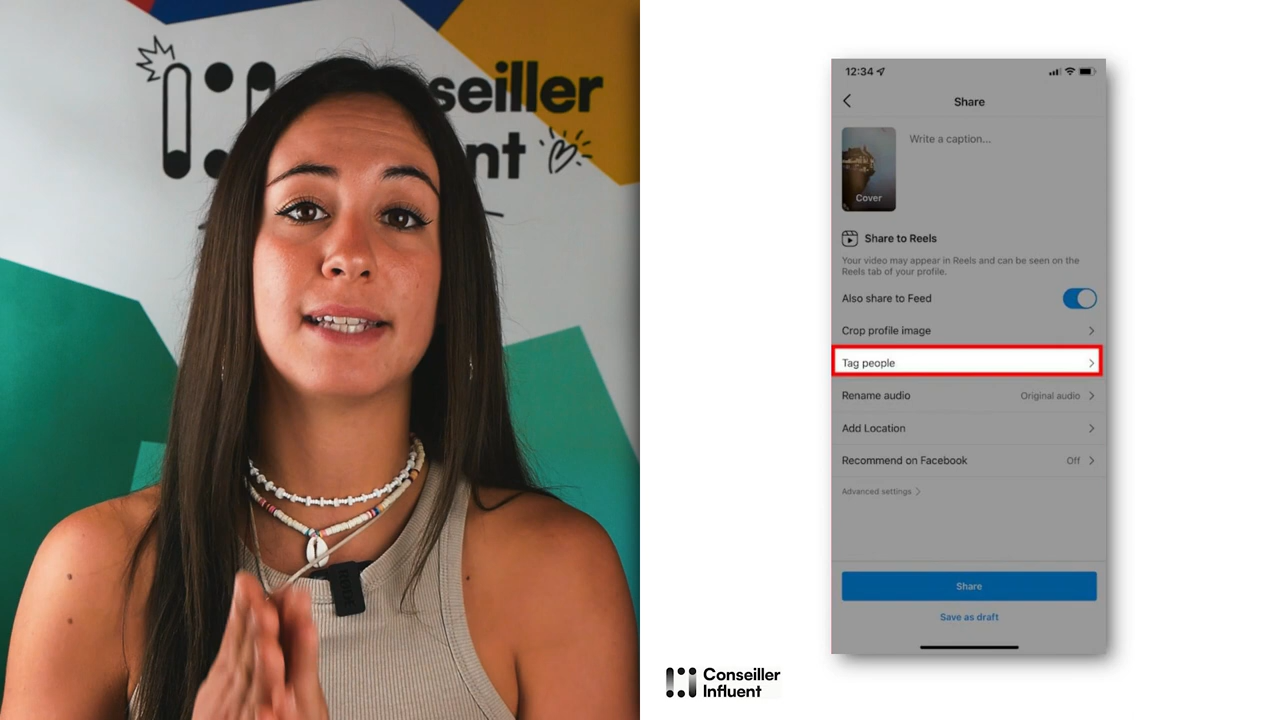 seiller
nt
12:34
Share
Write a caption...
Cover
Share to Reels
Your video may appear in Reels and can be seen on the
Reels tab of your profile.
Also share to Feed
Crop profile image
Tag people
Rename audio
Original audio
Add Location
Recommend on Facebook
Off
Advanced settings
Share
Save as draft
Conseiller
Influent